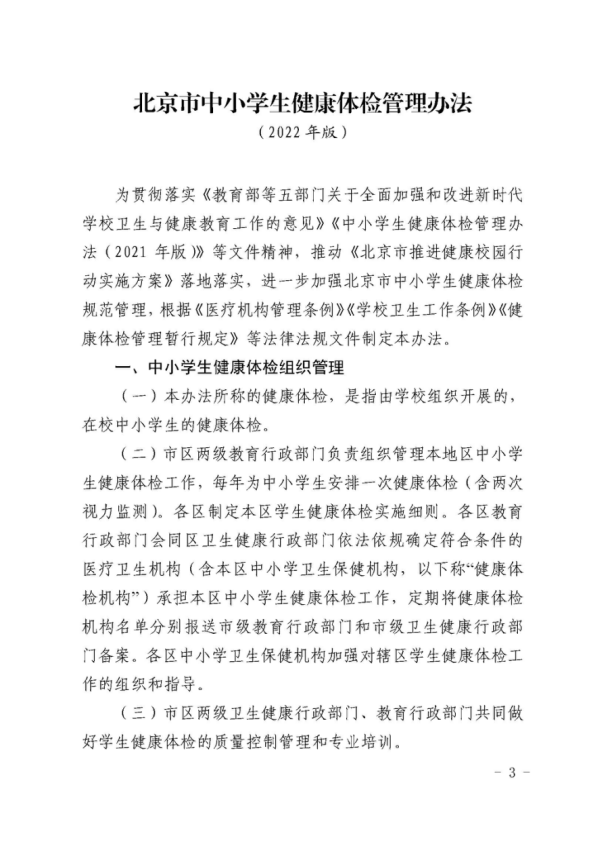 北京市中小学生健康体检管理办法
（2022 年版）
为贯彻落实《教育部等五部门关于全面加强和改进新时代
学校卫生与健康教育工作的意见》《中小学生健康体检管理办
法（2021 年版）》等文件精神，推动《北京市推进健康校园行
动实施方案》落地落实，进一步加强北京市中小学生健康体检
规范管理，根据《医疗机构管理条例》《学校卫生工作条例》《健
康体检管理暂行规定》等法律法规文件制定本办法。
一、中小学生健康体检组织管理
（一）本办法所称的健康体检，是指由学校组织开展的，
在校中小学生的健康体检。
（二）市区两级教育行政部门负责组织管理本地区中小学
生健康体检工作，每年为中小学生安排一次健康体检（含两次
视力监测）。各区制定本区学生健康体检实施细则。各区教育
行政部门会同区卫生健康行政部门依法依规确定符合条件的
医疗卫生机构（含本区中小学卫生保健机构，以下称“健康体
检机构”）承担本区中小学生健康体检工作，定期将健康体检
机构名单分别报送市级教育行政部门和市级卫生健康行政部
门备案。各区中小学卫生保健机构加强对辖区学生健康体检工
作的组织和指导。
（三）市区两级卫生健康行政部门、教育行政部门共同做
好学生健康体检的质量控制管理和专业培训。
- 3 -